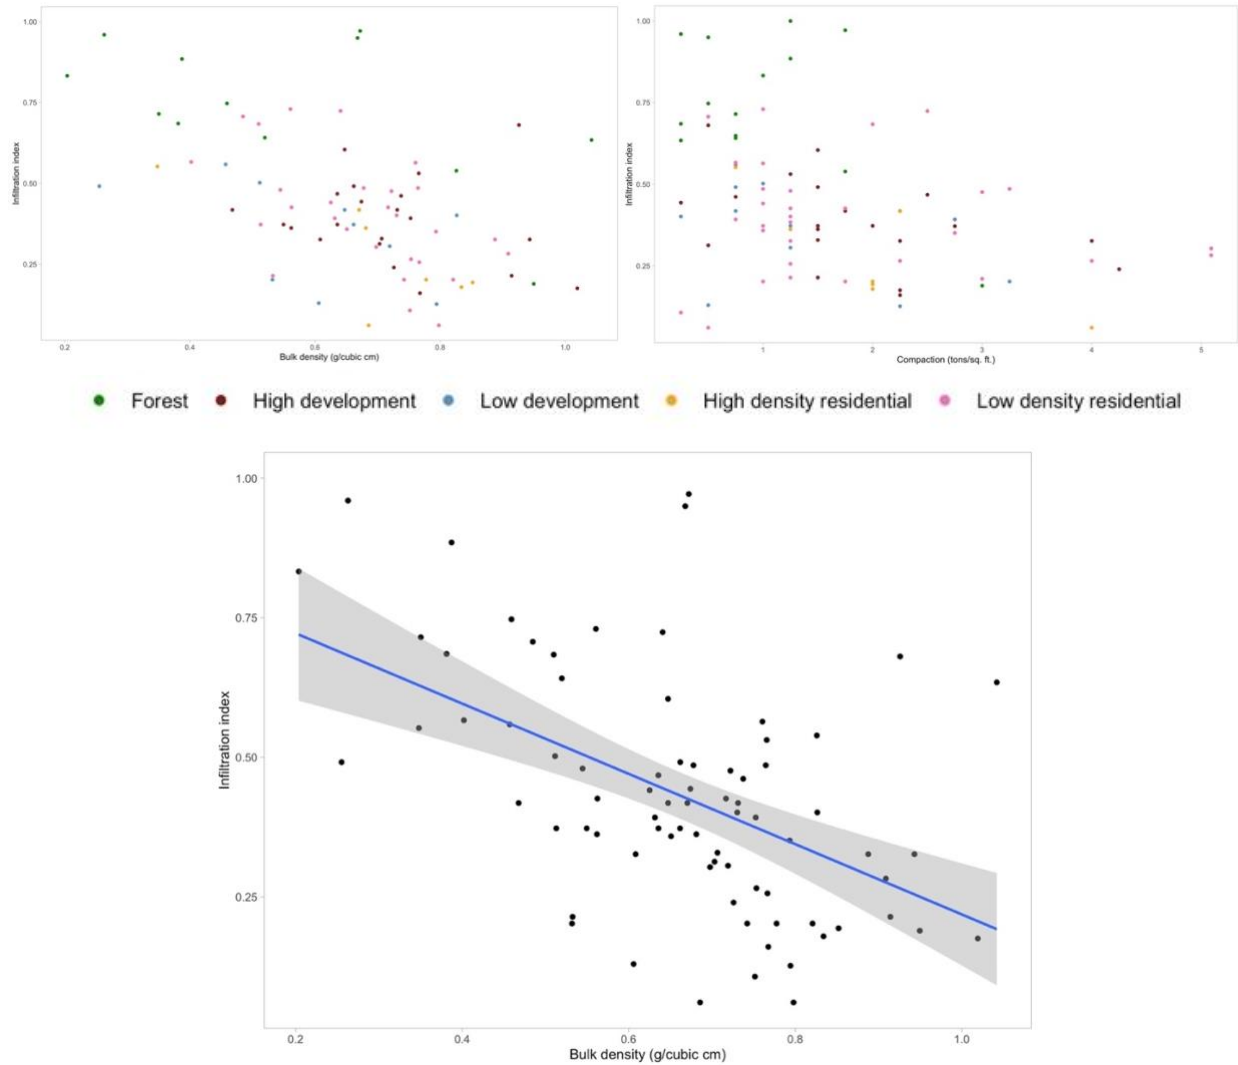 1.00
0.75
0.50
0.25
Infiltration index
0.2 0.4 0.6 0.8 1.0
Bulk density (g/cubic cm)
1.00
0.75
0.50
0.25
Infiltration index
1 2 3 4 5
Compaction (tons/sq. ft.)
Forest High development Low development High density residential Low density residential
1.00
0.75
0.50
0.25
Infiltration index
0.2 0.4 0.6 0.8 1.0
Bulk density (g/cubic cm)